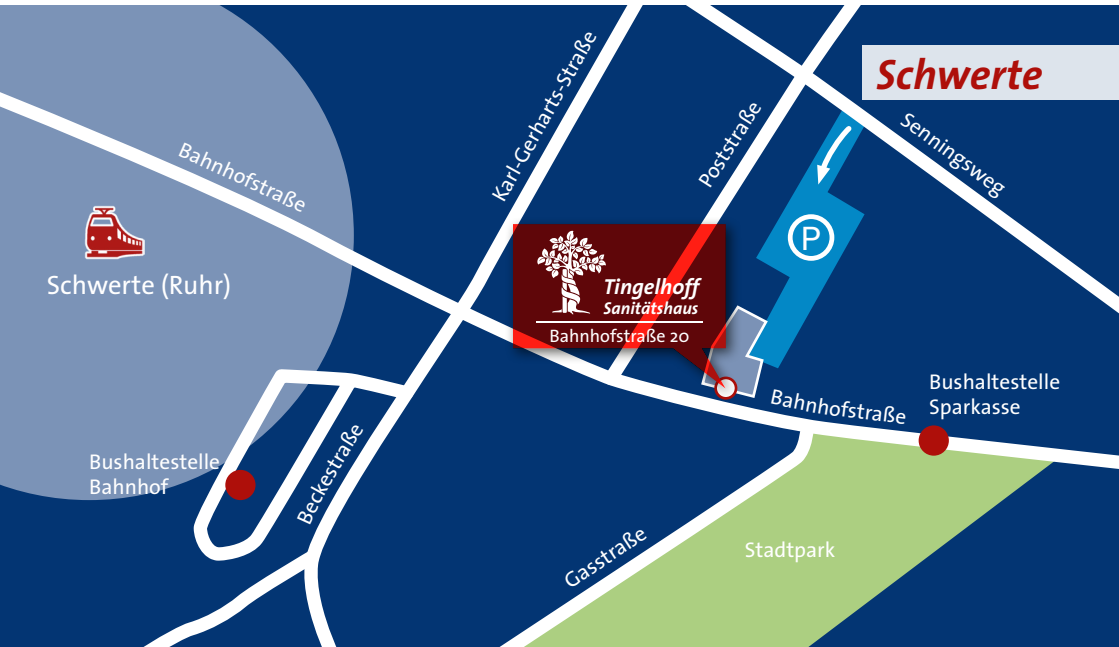 Schwerte
Karl-Gerharts-Straße
Poststraße
Senningsweg
Bahnhofstraße
P
Schwerte (Ruhr)
Tingelhoff
Sanitätshaus
Bahnhofstraße 20
Bahnhofstraße
Bushaltestelle
Sparkasse
Bushaltestelle
Bahnhof
Beckestraße
Gasstraße
Stadtpark